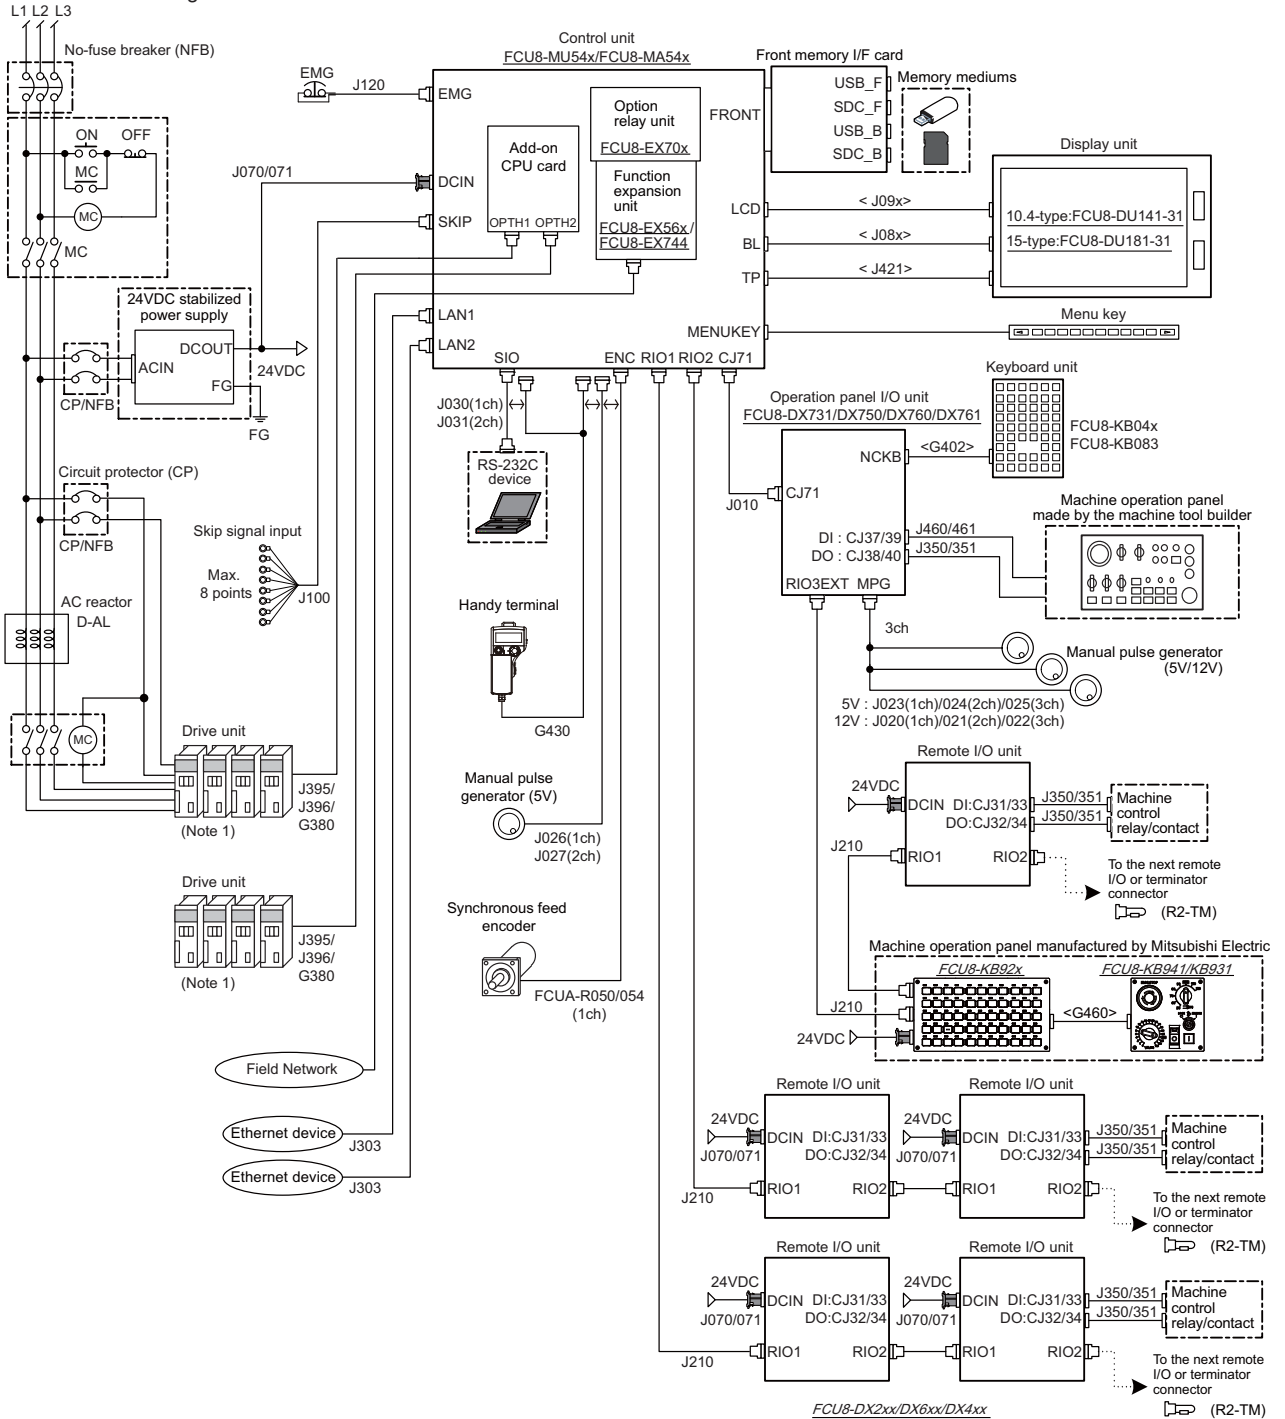 L1 L2 L3
No-fuse breaker (NFB)
ON OFF
MC
MC
MC
24VDC stabilized
power supply
DCOUT
ACIN
FG
24VDC
FG
CP/NFB
Circuit protector (CP)
CP/NFB
AC reactor
D-AL
MC
Drive unit
(Note 1)
J395/
J396/
G380
Drive unit
(Note 1)
J395/
J396/
G380
EMG
J120
J070/071
Skip signal input
Max.
8 points
J100
Control unit
FCU8-MU54x/FCU8-MA54x
EMG
DCIN
SKIP
LAN1
LAN2
Add-on
CPU card
OPTH1 OPTH2
Option
relay unit
FCU8-EX70x
Function
expansion
unit
FCU8-EX56x/
FCU8-EX744
FRONT
LCD
BL
TP
MENUKEY
SIO
ENC RIO1 RIO2 CJ71
Front memory I/F card
USB_F
SDC_F
USB_B
SDC_B
Memory mediums
Display unit
10.4-type:FCU8-DU141-31
15-type:FCU8-DU181-31
< J09x>
< J08x>
< J421>
Menu key
J030(1ch)
J031(2ch)
RS-232C
device
Handy terminal
G430
Manual pulse
generator (5V)
J026(1ch)
J027(2ch)
Synchronous feed
encoder
FCUA-R050/054
(1ch)
Field Network
Ethernet device
J303
Ethernet device
J303
Operation panel I/O unit
FCU8-DX731/DX750/DX760/DX761
NCKB
CJ71
J010
DI : CJ37/39
DO : CJ38/40
RIO3EXT MPG
<G402>
Keyboard unit
FCU8-KB04x
FCU8-KB083
J460/461
J350/351
Machine operation panel
made by the machine tool builder
3ch
Manual pulse generator
(5V/12V)
5V : J023(1ch)/024(2ch)/025(3ch)
12V : J020(1ch)/021(2ch)/022(3ch)
Remote I/O unit
24VDC
DCIN DI:CJ31/33
DO:CJ32/34
RIO1 RIO2
J210
J350/351
J350/351
Machine
control
relay/contact
To the next remote
I/O or terminator
connector
(R2-TM)
Machine operation panel manufactured by Mitsubishi Electric
FCU8-KB92x
FCU8-KB941/KB931
J210
24VDC
<G460>
Remote I/O unit
24VDC
J070/071
DCIN DI:CJ31/33
DO:CJ32/34
RIO1 RIO2
J210
Remote I/O unit
24VDC
J070/071
DCIN DI:CJ31/33
DO:CJ32/34
RIO1 RIO2
J350/351
J350/351
Machine
control
relay/contact
To the next remote
I/O or terminator
connector
(R2-TM)
Remote I/O unit
24VDC
J070/071
DCIN DI:CJ31/33
DO:CJ32/34
RIO1 RIO2
J210
Remote I/O unit
24VDC
J070/071
DCIN DI:CJ31/33
DO:CJ32/34
RIO1 RIO2
J350/351
J350/351
Machine
control
relay/contact
To the next remote
I/O or terminator
connector
(R2-TM)
FCU8-DX2xx/DX6xx/DX4xx